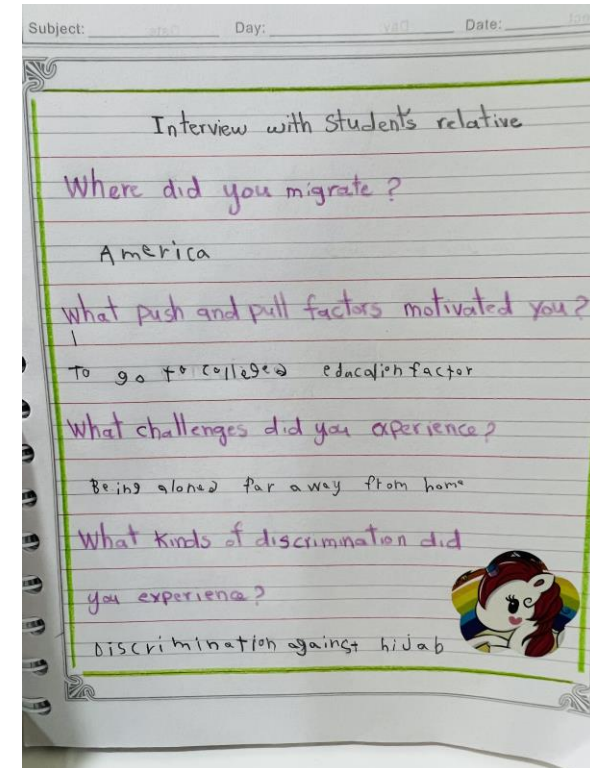 Subject: Day: Date:
Interview with Student's relative
Where did you migrate?
America
What push and pull factors motivated you?
To go to college education factor
What challenges did you experience?
Being alone far away from home
What kinds of discrimination did
you experience?
Discrimination against hijab